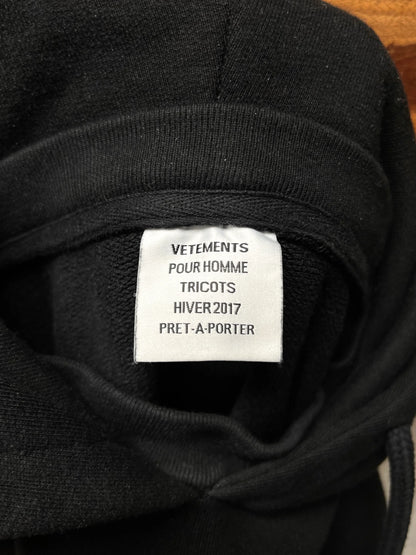 VETEMENTS
POUR HOMME
TRICOTS
HIVER 2017
PRET-A-PORTER